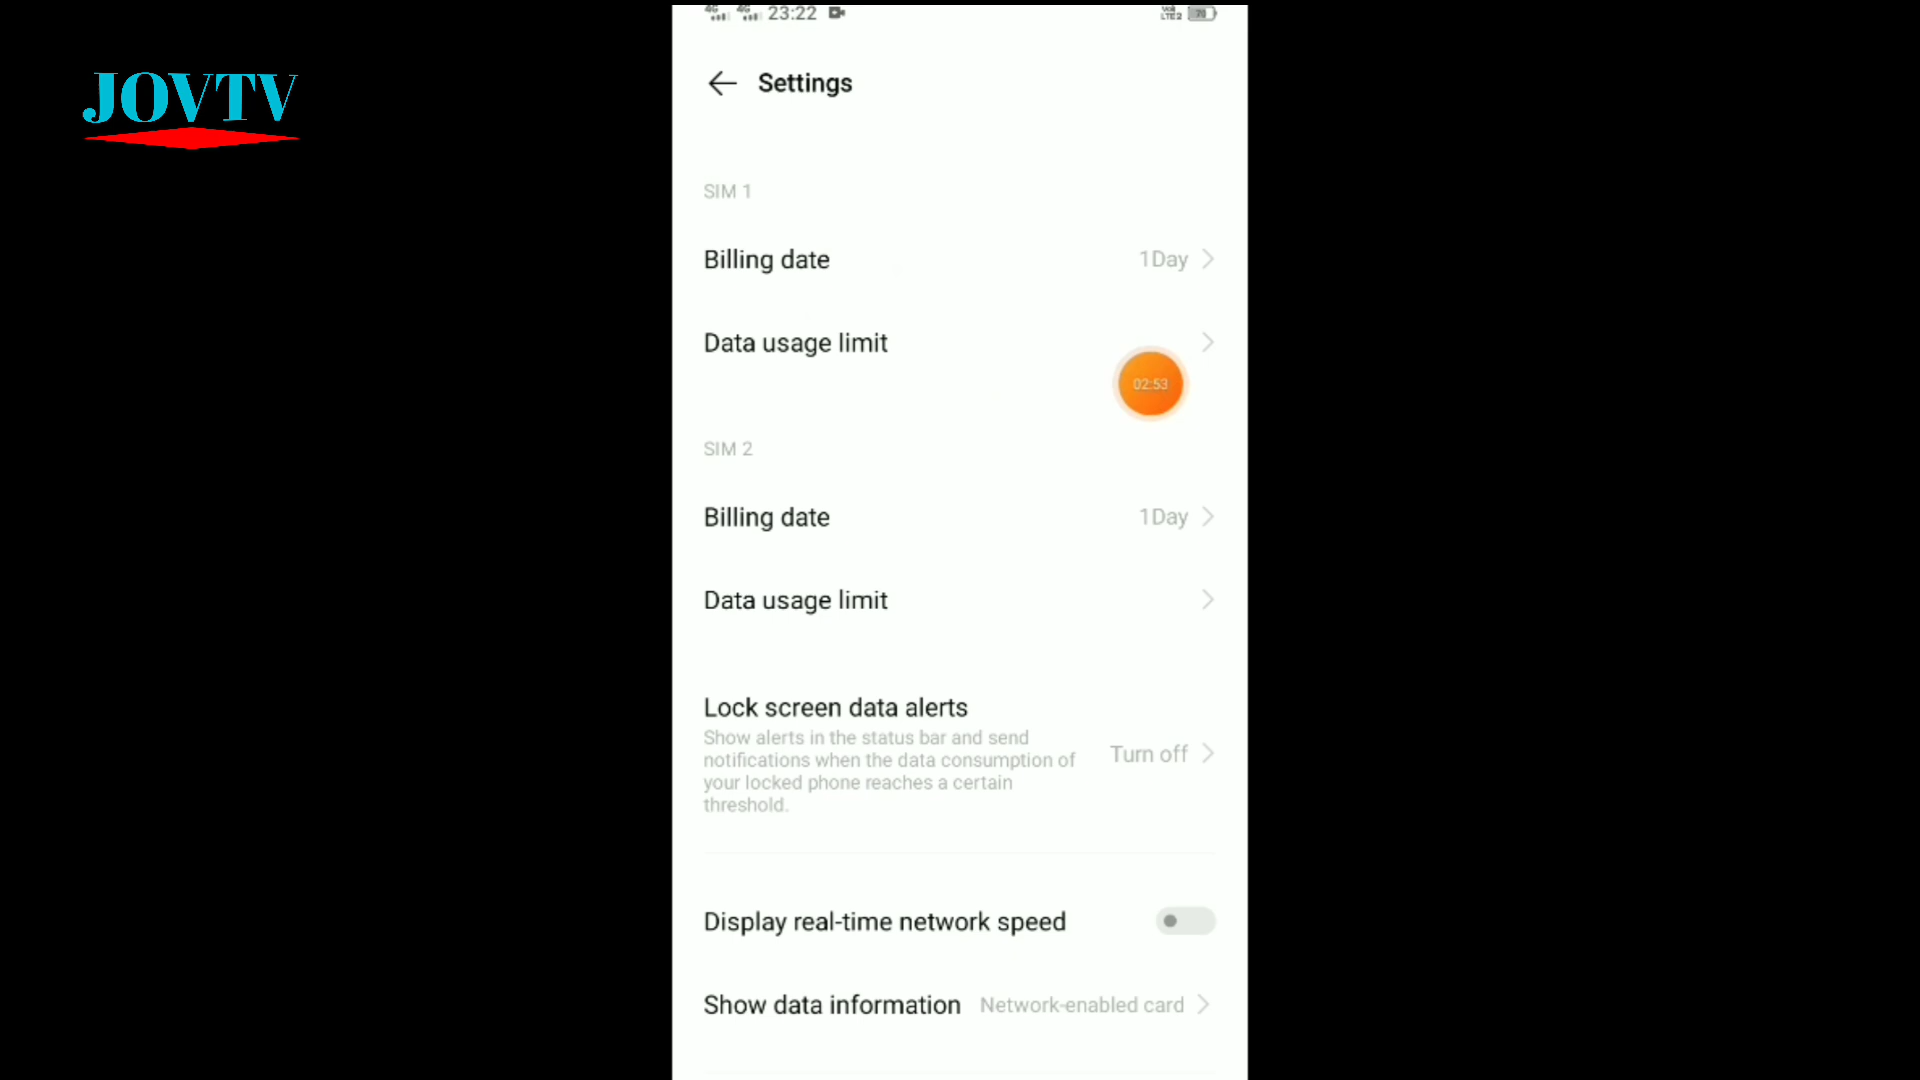 JOVTV
4G 4G 23:22 70
Settings
SIM 1
Billing date 1Day
Data usage limit
02:53
SIM 2
Billing date 1Day
Data usage limit
Lock screen data alerts
Show alerts in the status bar and send
notifications when the data consumption of
your locked phone reaches a certain
threshold.
Turn off
Display real-time network speed
Show data information Network-enabled card